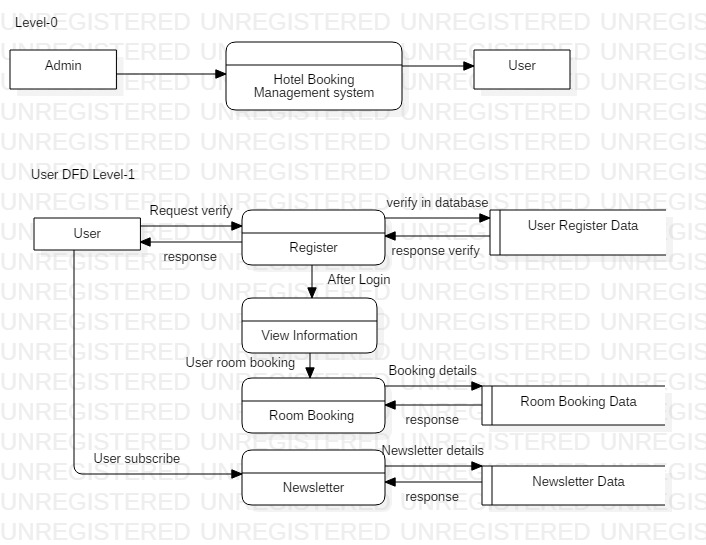 Level-0
Admin
Hotel Booking
Management system
User
User DFD Level-1
User
Request verify
response
Register
verify in database
response verify
User Register Data
After Login
View Information
User room booking
Room Booking
Booking details
response
Room Booking Data
User subscribe
Newsletter
Newsletter details
response
Newsletter Data
UNREGISTERED